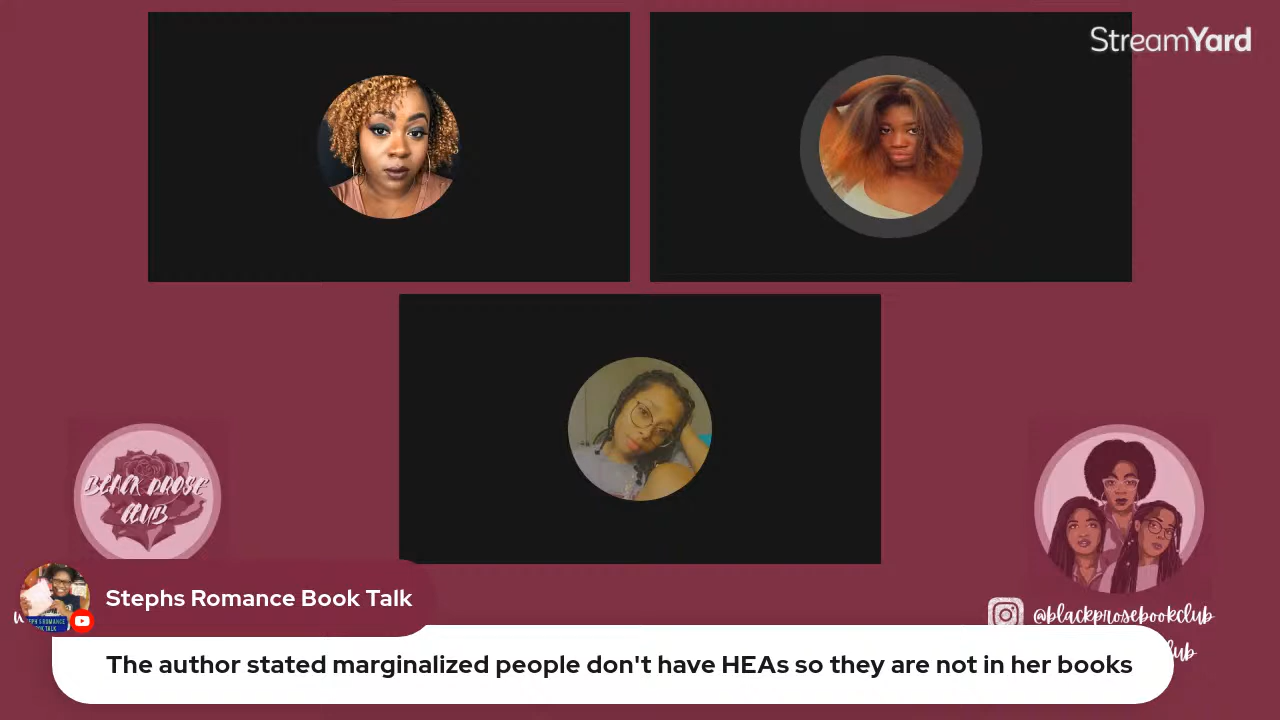 StreamYard
BLACK PROSE
CLUB
Stephs Romance Book Talk
@blackprosebookclub
The author stated marginalized people don't have HEAs so they are not in her books